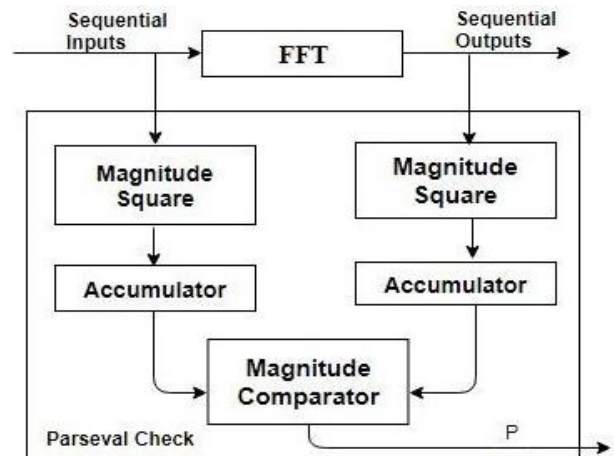 Sequential
Inputs
FFT
Sequential
Outputs
Magnitude
Square
Magnitude
Square
Accumulator
Accumulator
Magnitude
Comparator
Parseval Check
P